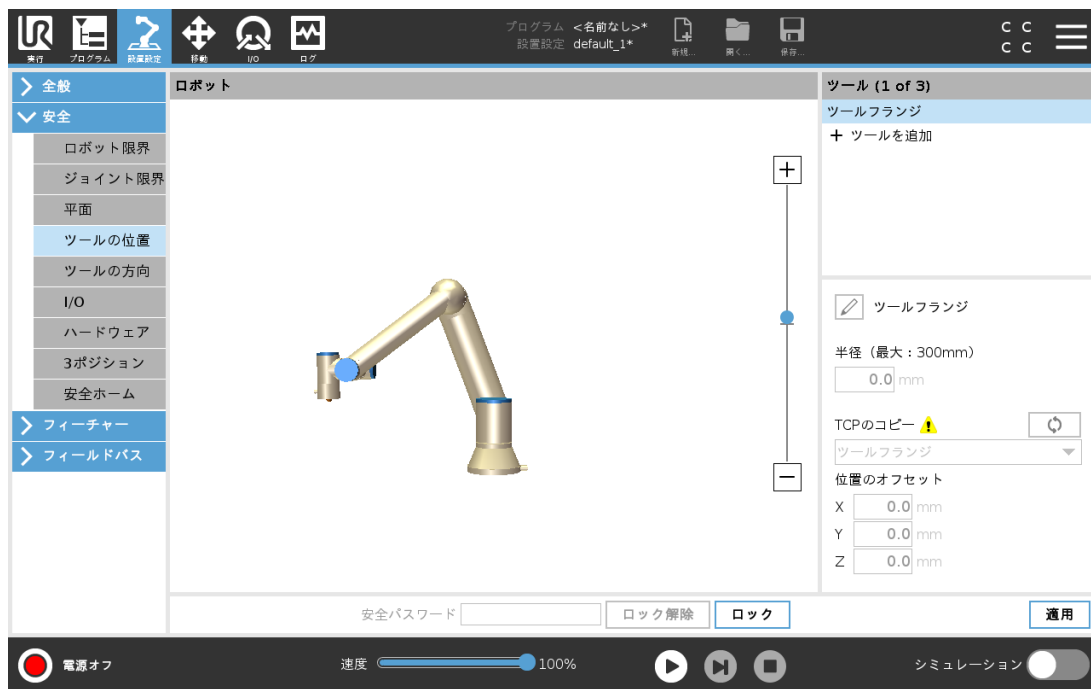 UR
プログラム <名前なし>*
設置設定 default_1*
C C
C C
実行 プログラム 設置設定 移動 I/O ログ 新規... 開く... 保存...
全般
安全
ロボット限界
ジョイント限界
平面
ツールの位置
ツールの方向
I/O
ハードウェア
3ポジション
安全ホーム
フィーチャー
フィールドバス
ロボット
ツール (1 of 3)
ツールフランジ
+ ツールを追加
ツールフランジ
半径（最大：300mm）
0.0 mm
TCPのコピー
ツールフランジ
位置のオフセット
X 0.0 mm
Y 0.0 mm
Z 0.0 mm
安全パスワード ロック解除 ロック 適用
電源オフ 速度 100% シミュレーション